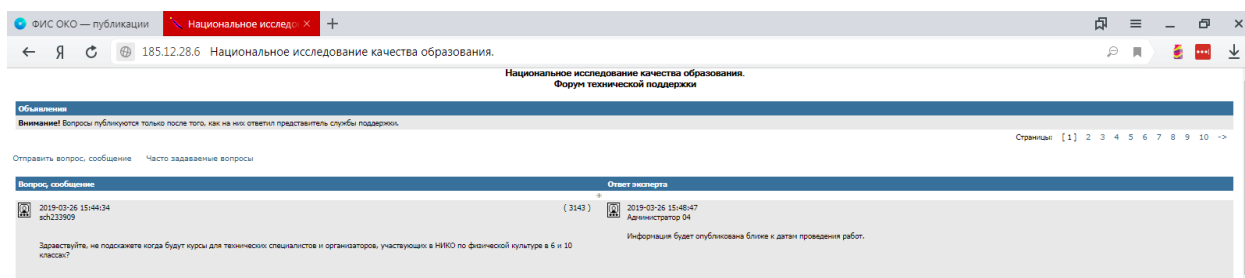 ФИС ОКО — публикации
Национальное исследо
185.12.28.6 Национальное исследование качества образования.
Национальное исследование качества образования.
Форум технической поддержки
Объявления
Внимание! Вопросы публикуются только после того, как на них ответил представитель службы поддержки.
Страницы: [1] 2 3 4 5 6 7 8 9 10 ->
Отправить вопрос, сообщение Часто задаваемые вопросы
Вопрос, сообщение
Ответ эксперта
2019-03-26 15:44:34 ( 3143 )
sch233909
Здравствуйте, не подскажете когда будут курсы для технических специалистов и организаторов, участвующих в НИКО по физической культуре в 6 и 10
классах?
2019-03-26 15:48:47
Администратор 04
Информация будет опубликована ближе к датам проведения работ.